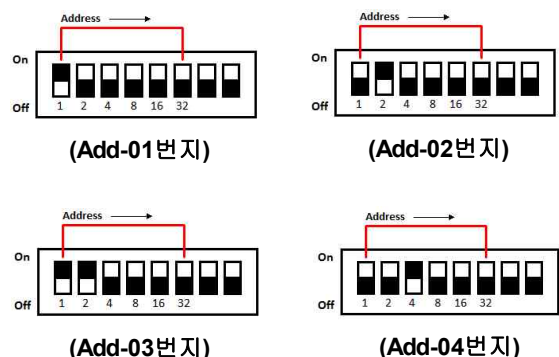 Address
On
Off
1 2 4 8 16 32
(Add-01번지)
Address
On
Off
1 2 4 8 16 32
(Add-02번지)
Address
On
Off
1 2 4 8 16 32
(Add-03번지)
Address
On
Off
1 2 4 8 16 32
(Add-04번지)